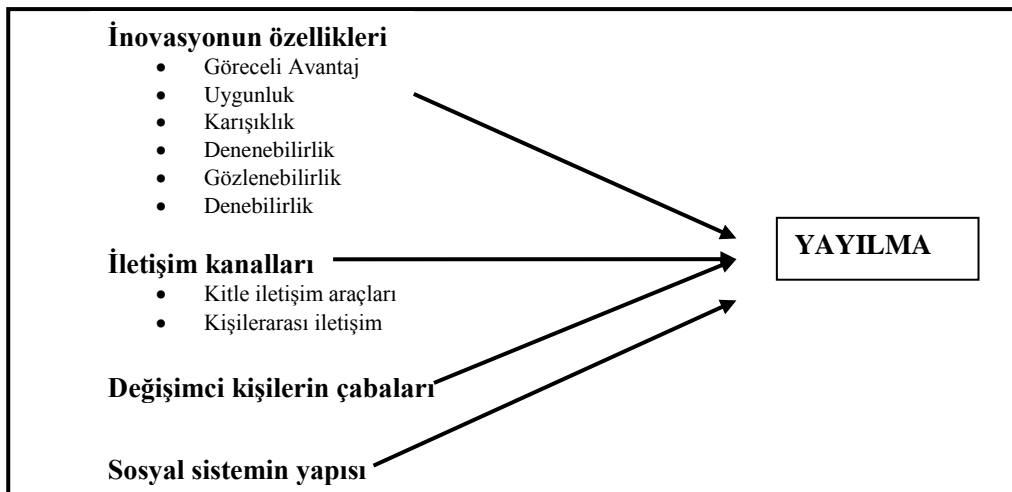 İnovasyonun özellikleri
• Göreceli Avantaj
• Uygunluk
• Karışıklık
• Denenebilirlik
• Gözlenebilirlik
• Denebilirlik
İletişim kanalları
• Kitle iletişim araçları
• Kişilerarası iletişim
Değişimci kişilerin çabaları
Sosyal sistemin yapısı
YAYILMA